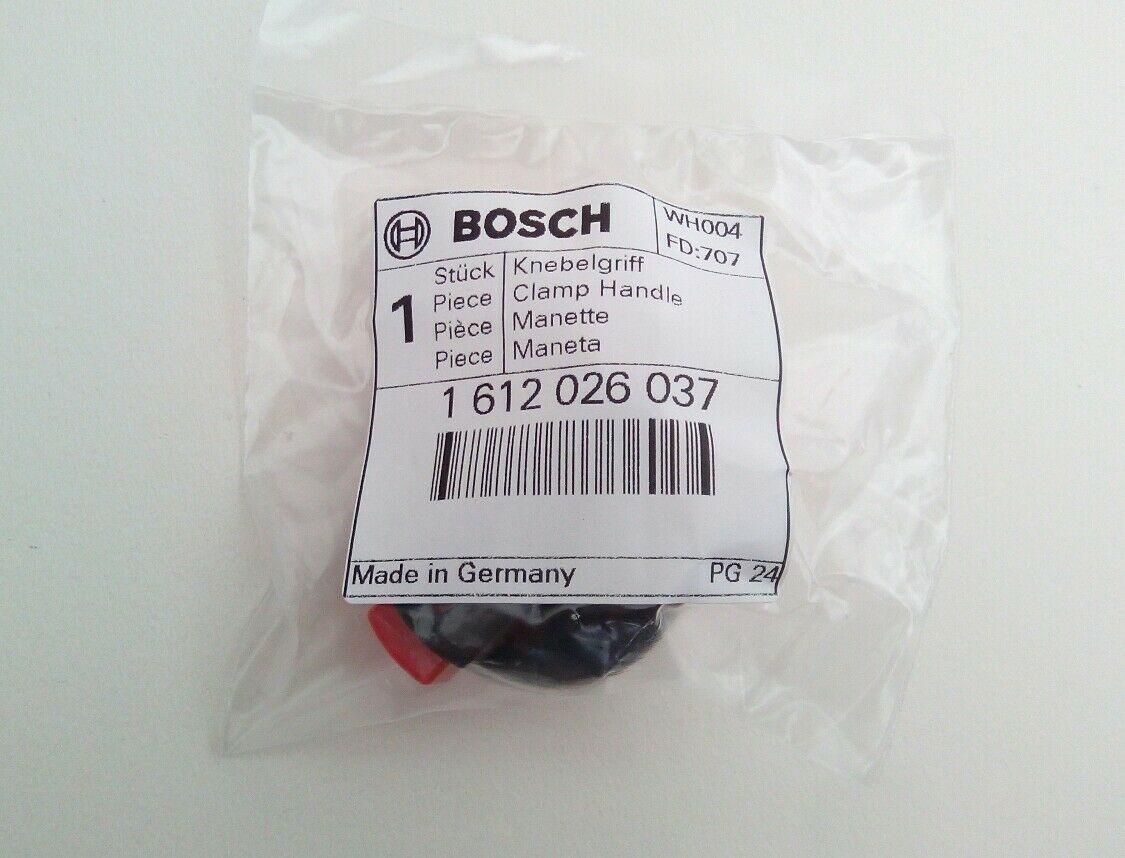 BOSCH
WH004
FD:707
1
Stück
Piece
Pièce
Piece
Knebelgriff
Clamp Handle
Manette
Maneta
1 612 026 037
Made in Germany
PG 24